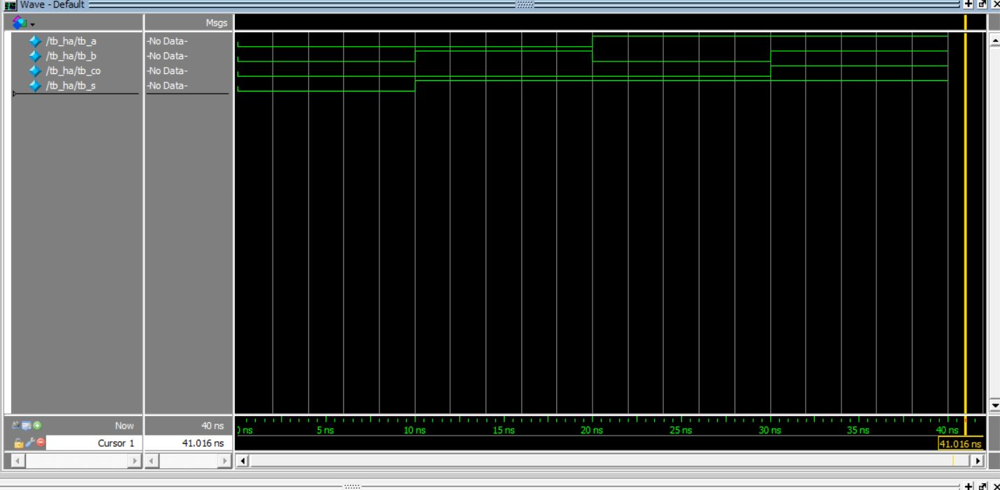 Wave - Default
Msgs
/tb_ha/tb_a -No Data-
/tb_ha/tb_b -No Data-
/tb_ha/tb_co -No Data-
/tb_ha/tb_s -No Data-
Now 40 ns
0 ns 5 ns 10 ns 15 ns 20 ns 25 ns 30 ns 35 ns 40 ns
Cursor 1 41.016 ns
41.016 ns